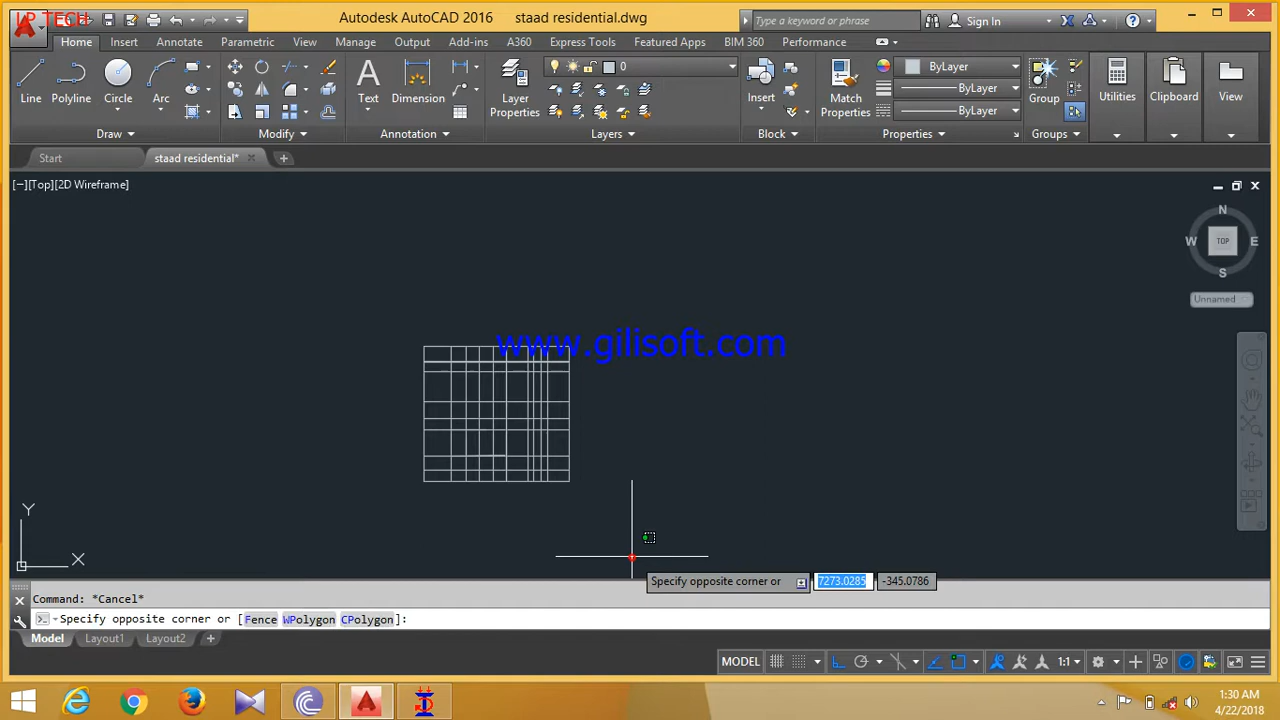 LP TECH
Autodesk AutoCAD 2016 staad residential.dwg
Type a keyword or phrase
Sign In
Home Insert Annotate Parametric View Manage Output Add-ins A360 Express Tools Featured Apps BIM 360 Performance
Line Polyline Circle Arc
Text Dimension
Layer Properties
0
Insert
Match Properties
ByLayer
ByLayer
ByLayer
Group
Utilities Clipboard View
Draw Modify Annotation Layers Block Properties Groups
Start staad residential*
[−][Top][2D Wireframe]
N
W TOP E
S
Unnamed
www.gilisoft.com
Y
X
Specify opposite corner or 7273.0285 -345.0786
Command: *Cancel*
Specify opposite corner or [Fence WPolygon CPolygon]:
Model Layout1 Layout2
MODEL 1:1
1:30 AM
4/22/2018